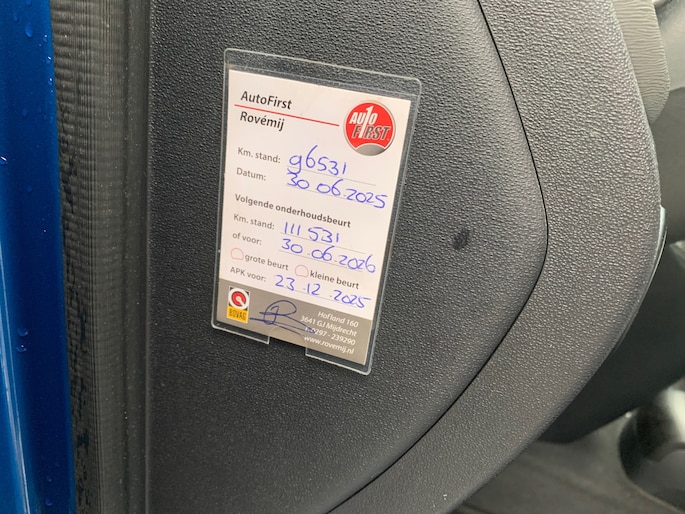 AutoFirst
Rovémij
AUTO
FIRST
Km. stand: 96531
Datum: 30.06.2025
Volgende onderhoudsbeurt
Km. stand: 111 531
of voor: 30.06.2026
grote beurt kleine beurt
APK voor: 23.12.2025
BOVAG
Hofland 160
3641 GJ Mijdrecht
t. 0297 - 239290
www.rovemij.nl